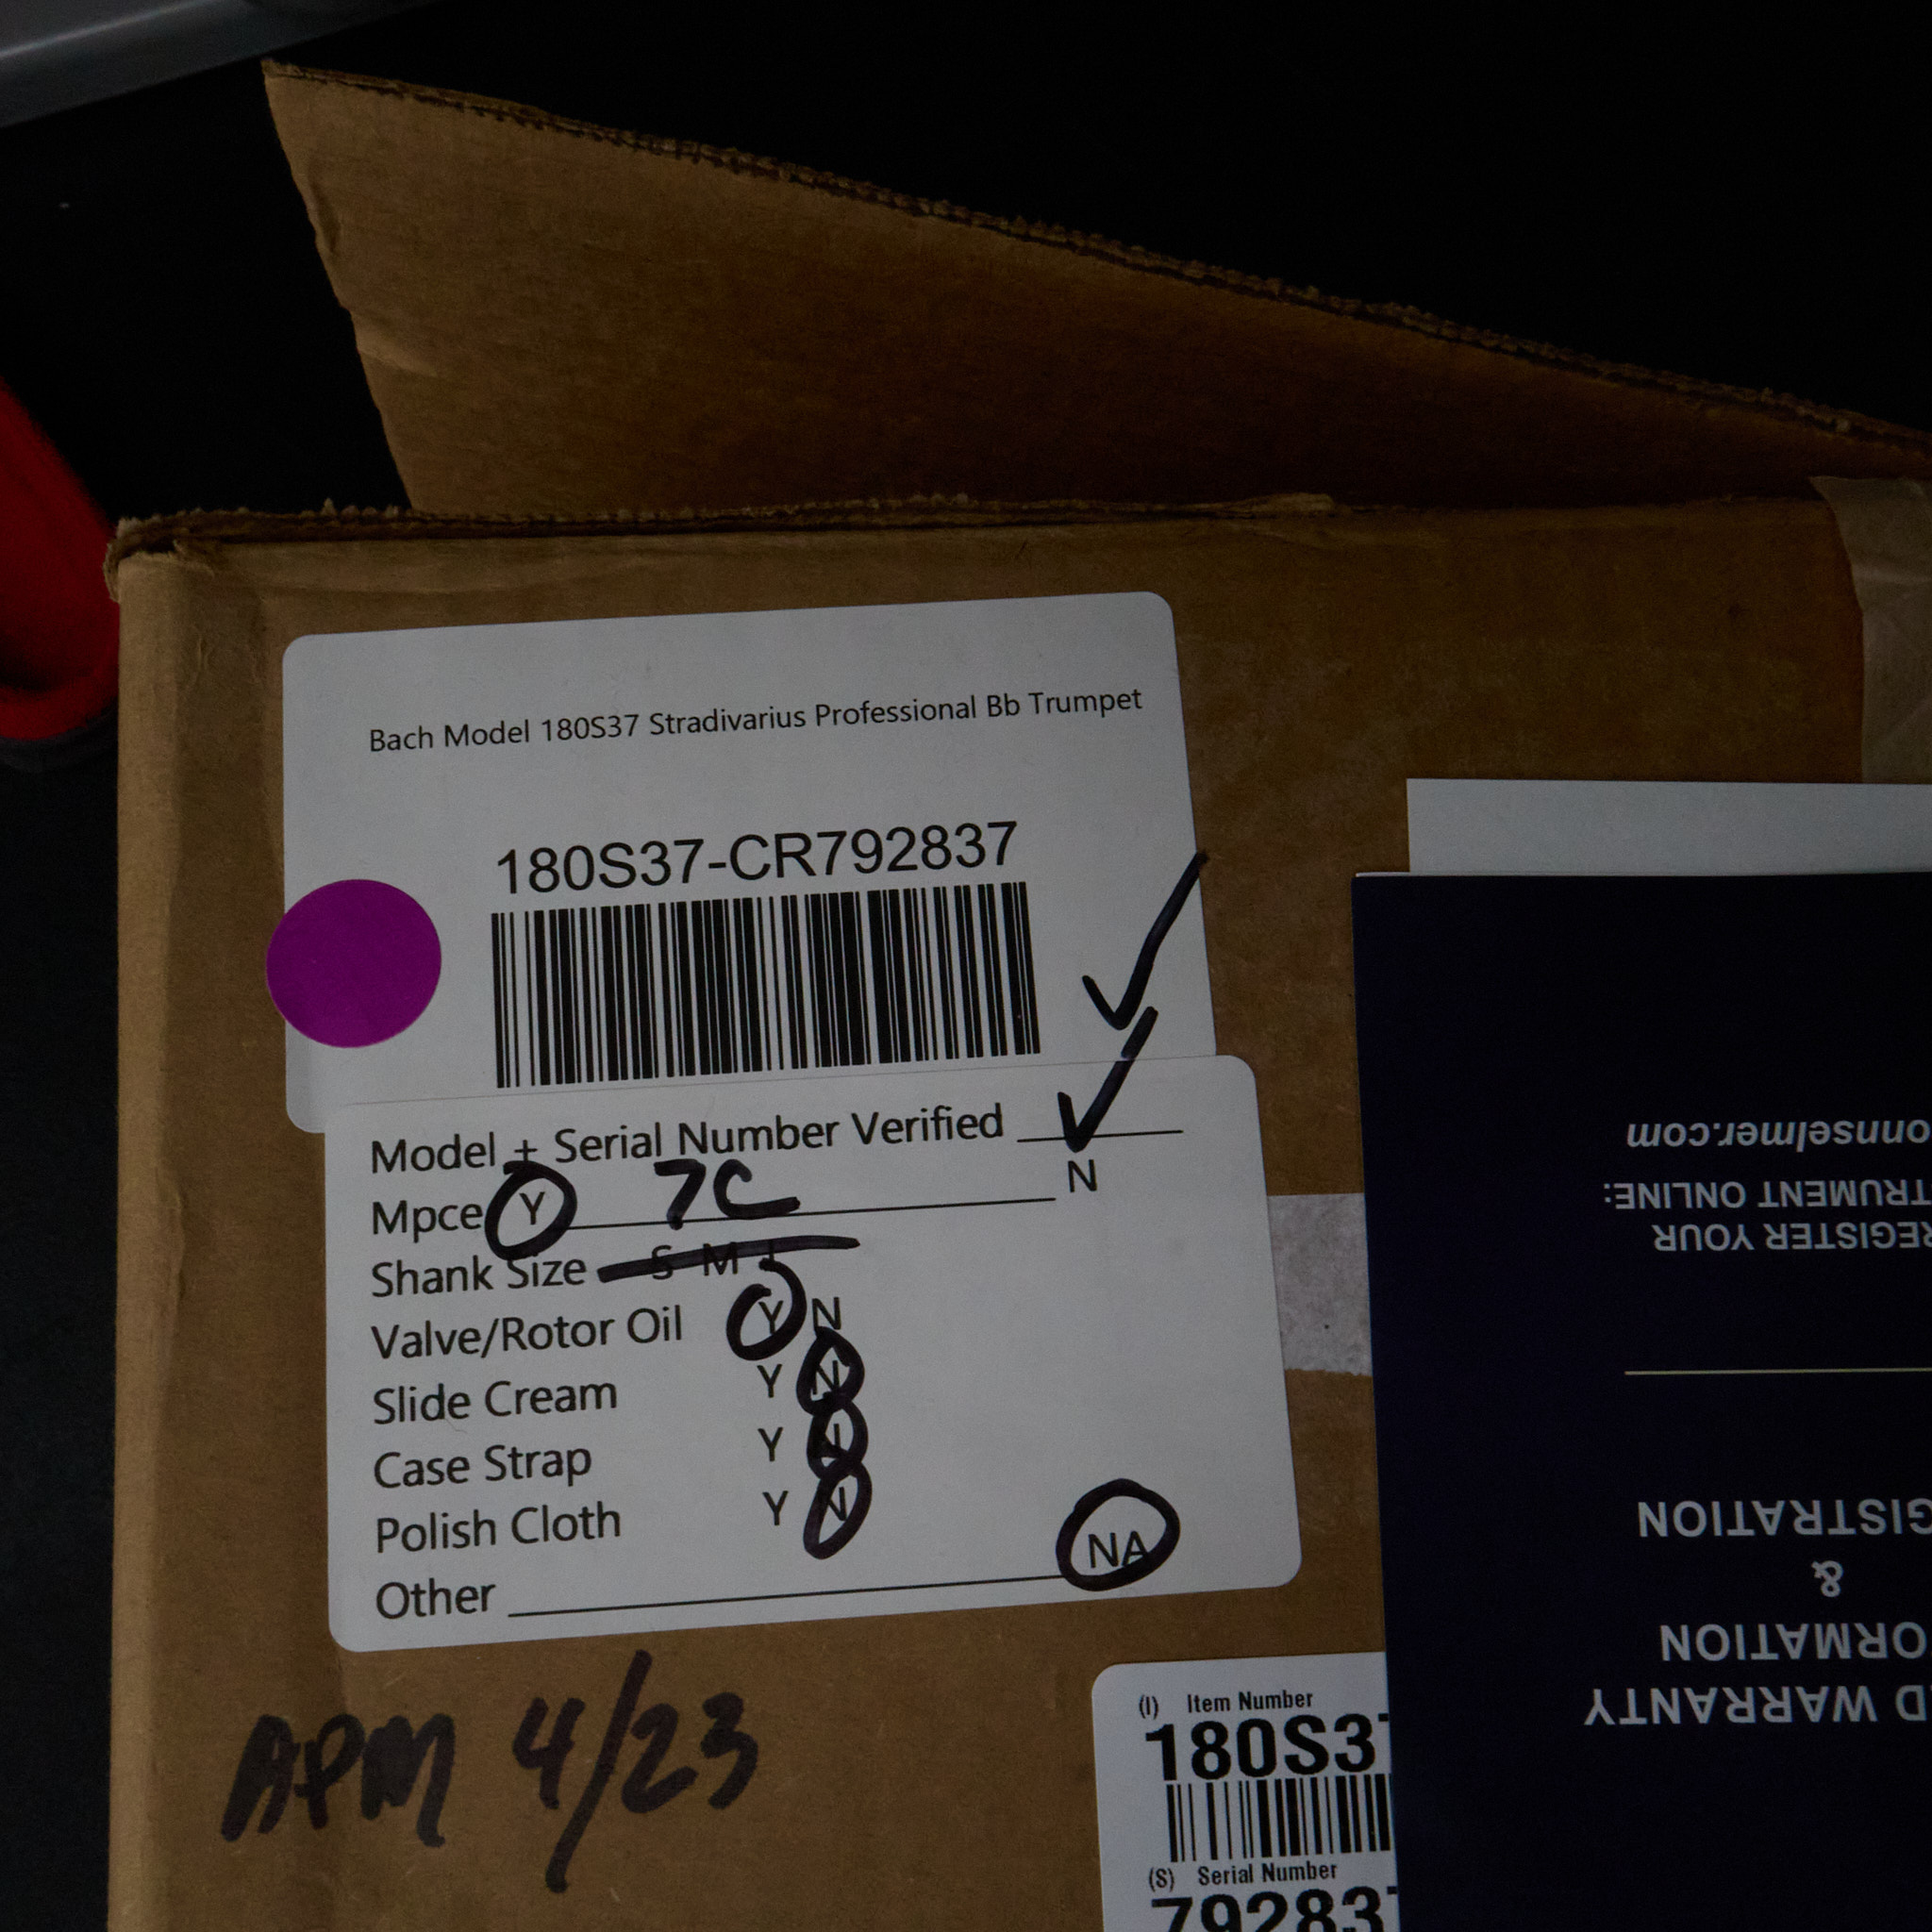 Bach Model 180S37 Stradivarius Professional Bb Trumpet
180S37-CR792837
Model + Serial Number Verified
Mpce Y 7C N
Shank Size S M L
Valve/Rotor Oil Y N
Slide Cream Y N
Case Strap Y N
Polish Cloth Y N
Other NA
APM 4/23
(I) Item Number
180S37
(S) Serial Number
792837
onnselmer.com
TRUMENT ONLINE:
REGISTER YOUR
GISTRATION
&
ORMATION
D WARRANTY